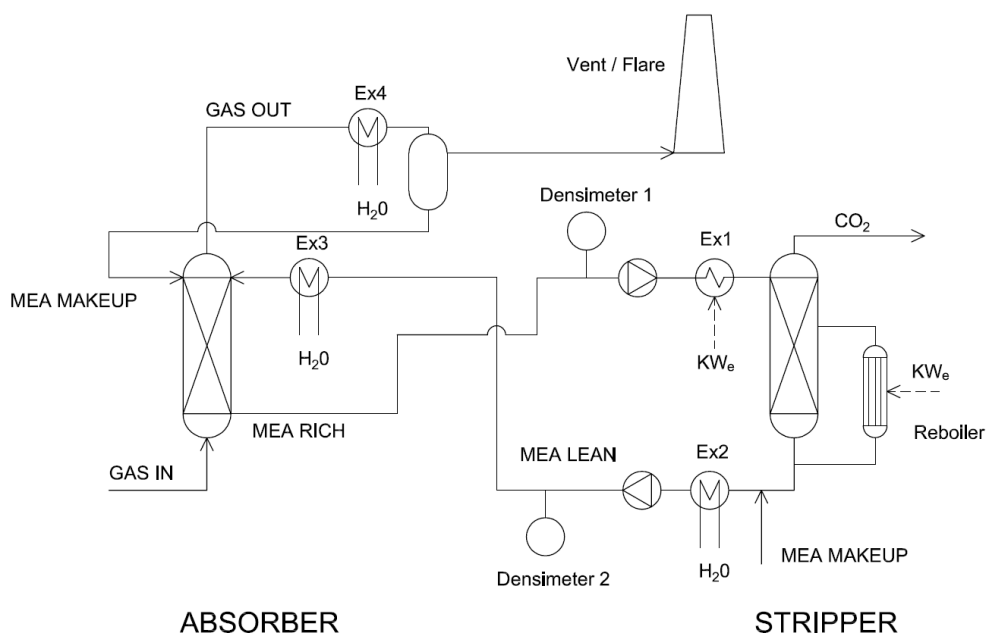 Vent / Flare
Ex4
GAS OUT
H₂0
Densimeter 1
CO₂
Ex3
Ex1
MEA MAKEUP
H₂0
KWₑ
KWₑ
MEA RICH
Reboiler
MEA LEAN
Ex2
GAS IN
H₂0
MEA MAKEUP
Densimeter 2
ABSORBER
STRIPPER